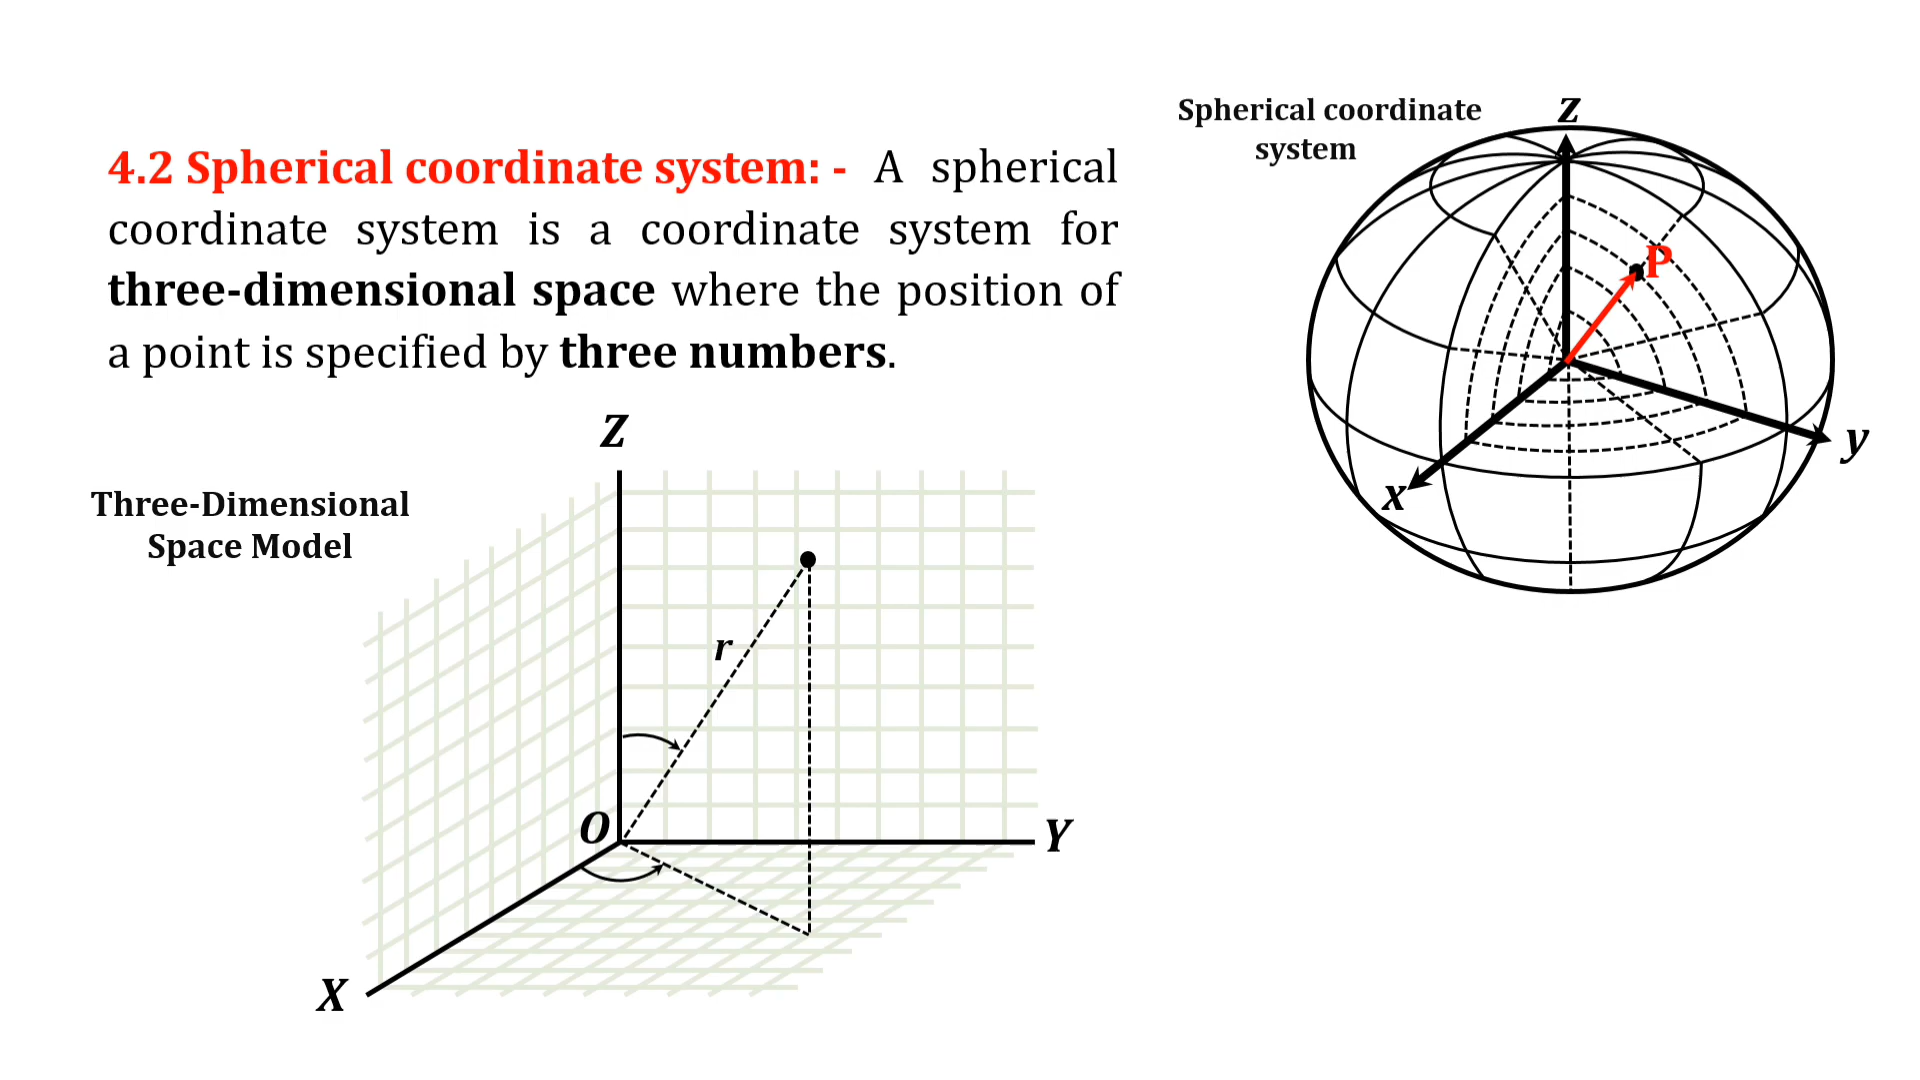 4.2 Spherical coordinate system: - A spherical
coordinate system is a coordinate system for
three-dimensional space where the position of
a point is specified by three numbers.
Spherical coordinate
system
Z
P
y
x
Three-Dimensional
Space Model
Z
r
O
Y
X